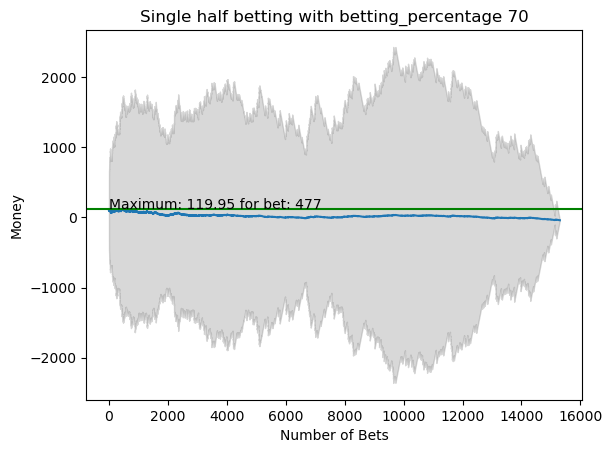 Single half betting with betting_percentage 70
2000
1000
Maximum: 119.95 for bet: 477
0
−1000
−2000
Money
0 2000 4000 6000 8000 10000 12000 14000 16000
Number of Bets